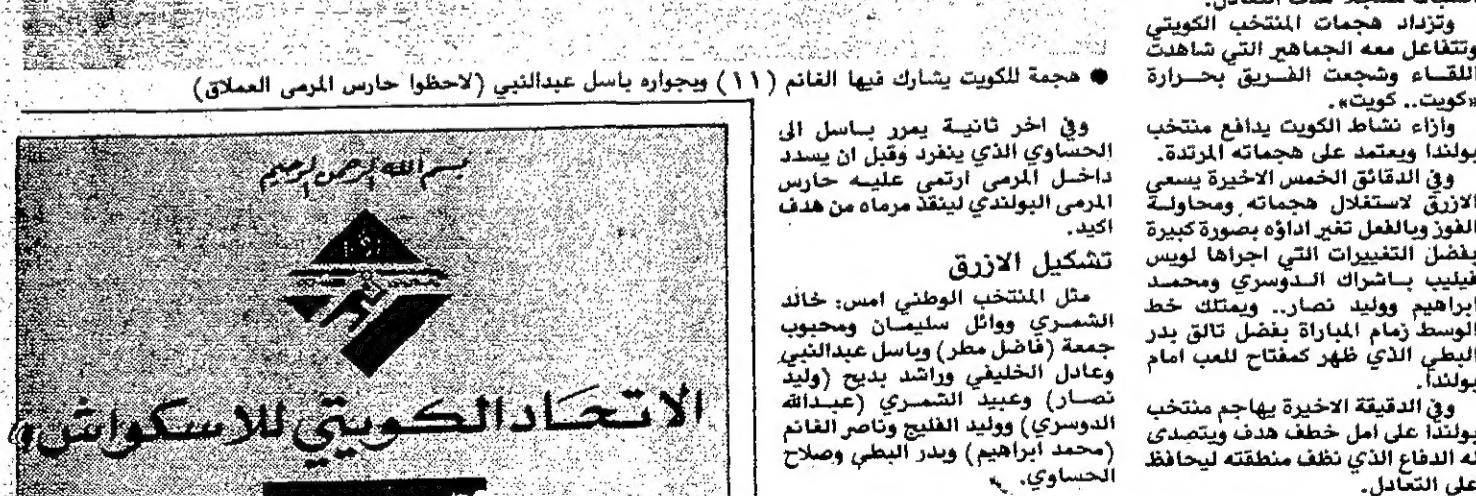 وتزداد هجمات المنتخب الكويتي
وتتفاعل معه الجماهير التي شاهدت
اللقاء وشجعت الفريق بحرارة
«كويت.. كويت».
وازاء نشاط الكويت يدافع منتخب
بولندا ويعتمد على هجماته المرتدة.
وفي الدقائق الخمس الاخيرة يسعى
الازرق لاستغلال هجماته ومحاولة
الفوز وبالفعل تغير اداؤه بصورة كبيرة
بفضل التغييرات التي اجراها لويس
فيليب باشراك الدوسري ومحمد
ابراهيم ووليد نصار.. ويمتلك خط
الوسط زمام المباراة بفضل تالق بدر
البطي الذي ظهر كمفتاح للعب امام
بولندا.
وفي الدقيقة الاخيرة يهاجم منتخب
بولندا على امل خطف هدف ويتصدى
له الدفاع الذي نظف منطقته ليحافظ
على التعادل.
● هجمة للكويت يشارك فيها الغانم (١١) وبجواره باسل عبدالنبي (لاحظوا حارس المرمى العملاق)
وفي اخر ثانية يمرر باسل الى
الحساوي الذي ينفرد وقبل ان يسدد
داخل المرمى ارتمى عليه حارس
المرمى البولندي لينقذ مرماه من هدف
اكيد.
تشكيل الازرق
مثل المنتخب الوطني امس: خالد
الشمري ووائل سليمان ومحبوب
جمعة (فاضل مطر) وباسل عبدالنبي
وعادل الخليفي وراشد بديح (وليد
نصار) وعبيد الشمري (عبدالله
الدوسري) ووليد الفليج وناصر الغانم
(محمد ابراهيم) وبدر البطي وصلاح
الحساوي.
بسم الله الرحمن الرحيم
الاتحاد الكويتي للاسكواش و